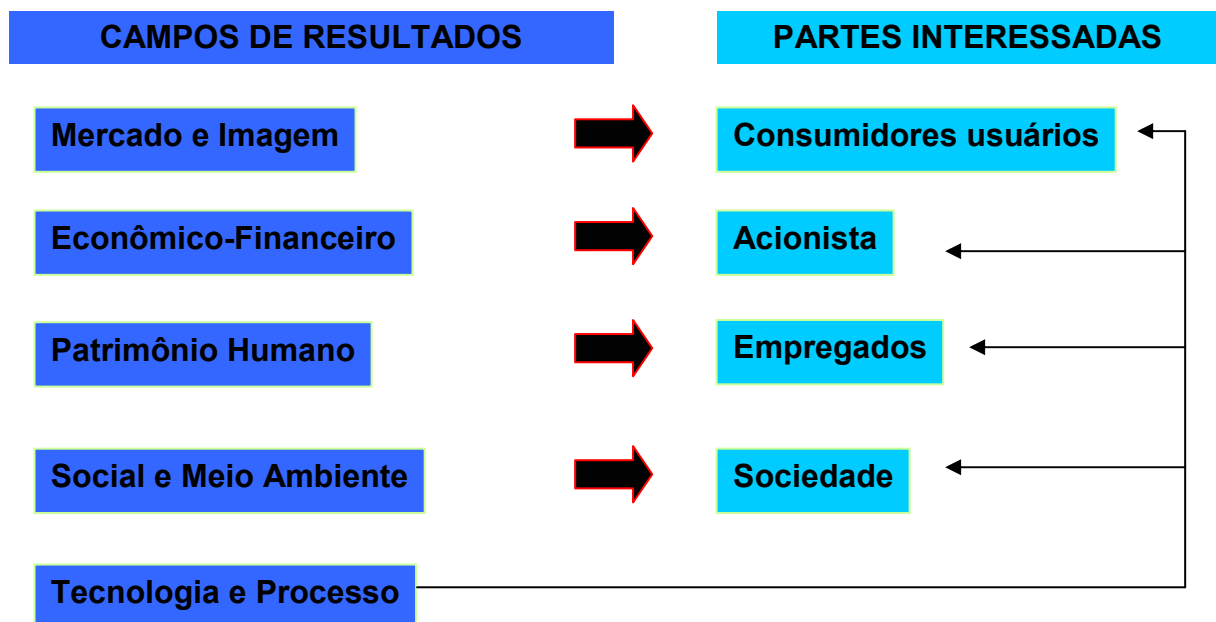 CAMPOS DE RESULTADOS
PARTES INTERESSADAS
Mercado e Imagem
Consumidores usuários
Econômico-Financeiro
Acionista
Patrimônio Humano
Empregados
Social e Meio Ambiente
Sociedade
Tecnologia e Processo